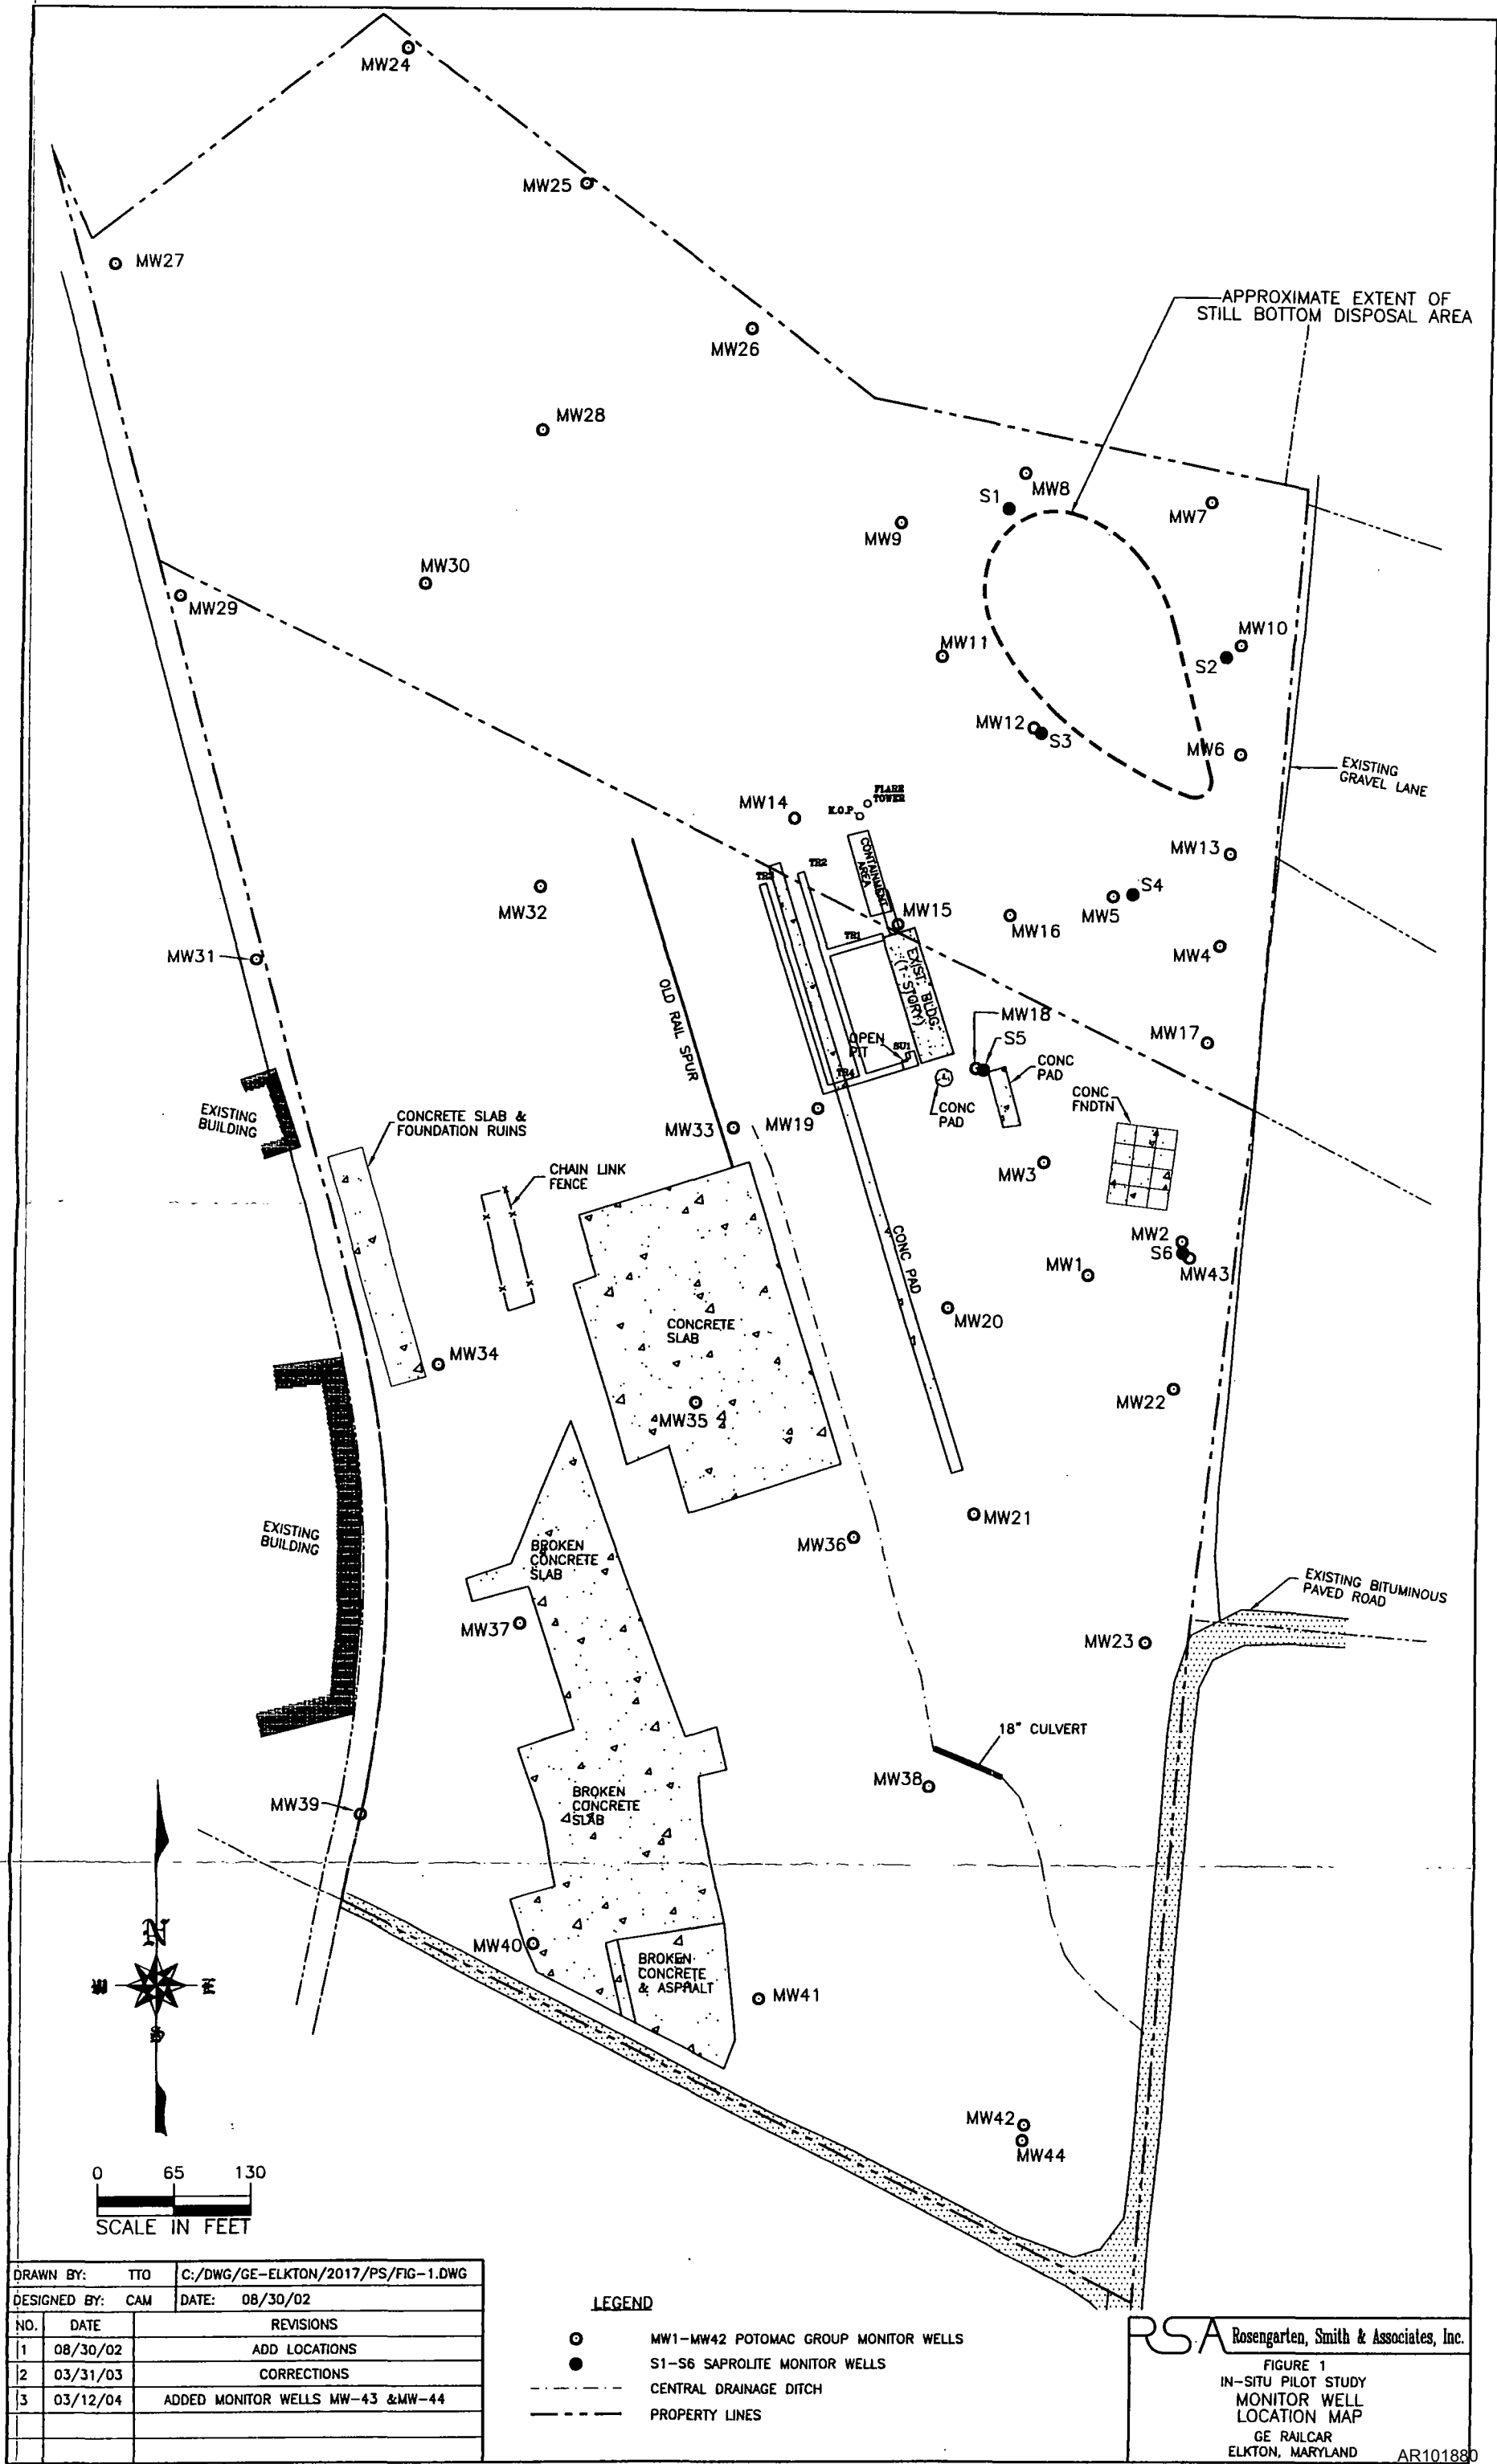 MW24
MW25
MW27
APPROXIMATE EXTENT OF
STILL BOTTOM DISPOSAL AREA
MW26
MW28
MW8
S1
MW7
MW9
MW30
MW29
MW10
MW11
S2
MW12
S3
MW6
EXISTING
GRAVEL LANE
FLARE
TOWER
K.O.P.
MW14
CONTAINMENT
AREA
MW13
TR2
TR3
S4
MW5
MW32
MW15
MW16
TR1
MW4
MW31
EXIST. BLDG.
(1 STORY)
OLD RAIL SPUR
MW18
MW17
S5
OPEN
PIT
SU1
CONC
PAD
TR4
CONC
FNDTN
CONC
PAD
EXISTING
BUILDING
CONCRETE SLAB &
FOUNDATION RUINS
MW33
MW19
CHAIN LINK
FENCE
MW3
MW2
S6
MW43
CONC PAD
MW1
MW20
CONCRETE
SLAB
MW34
MW22
MW35
MW21
EXISTING
BUILDING
MW36
BROKEN
CONCRETE
SLAB
EXISTING BITUMINOUS
PAVED ROAD
MW37
MW23
18" CULVERT
MW38
BROKEN
CONCRETE
SLAB
MW39
N
W
E
S
MW40
BROKEN
CONCRETE
& ASPHALT
MW41
MW42
MW44
0 65 130
SCALE IN FEET
DRAWN BY: TTO C:/DWG/GE-ELKTON/2017/PS/FIG-1.DWG
DESIGNED BY: CAM DATE: 08/30/02
NO. DATE REVISIONS
1 08/30/02 ADD LOCATIONS
2 03/31/03 CORRECTIONS
3 03/12/04 ADDED MONITOR WELLS MW-43 &MW-44
LEGEND
MW1-MW42 POTOMAC GROUP MONITOR WELLS
S1-S6 SAPROLITE MONITOR WELLS
CENTRAL DRAINAGE DITCH
PROPERTY LINES
RSA Rosengarten, Smith & Associates, Inc.
FIGURE 1
IN-SITU PILOT STUDY
MONITOR WELL
LOCATION MAP
GE RAILCAR
ELKTON, MARYLAND
AR101880